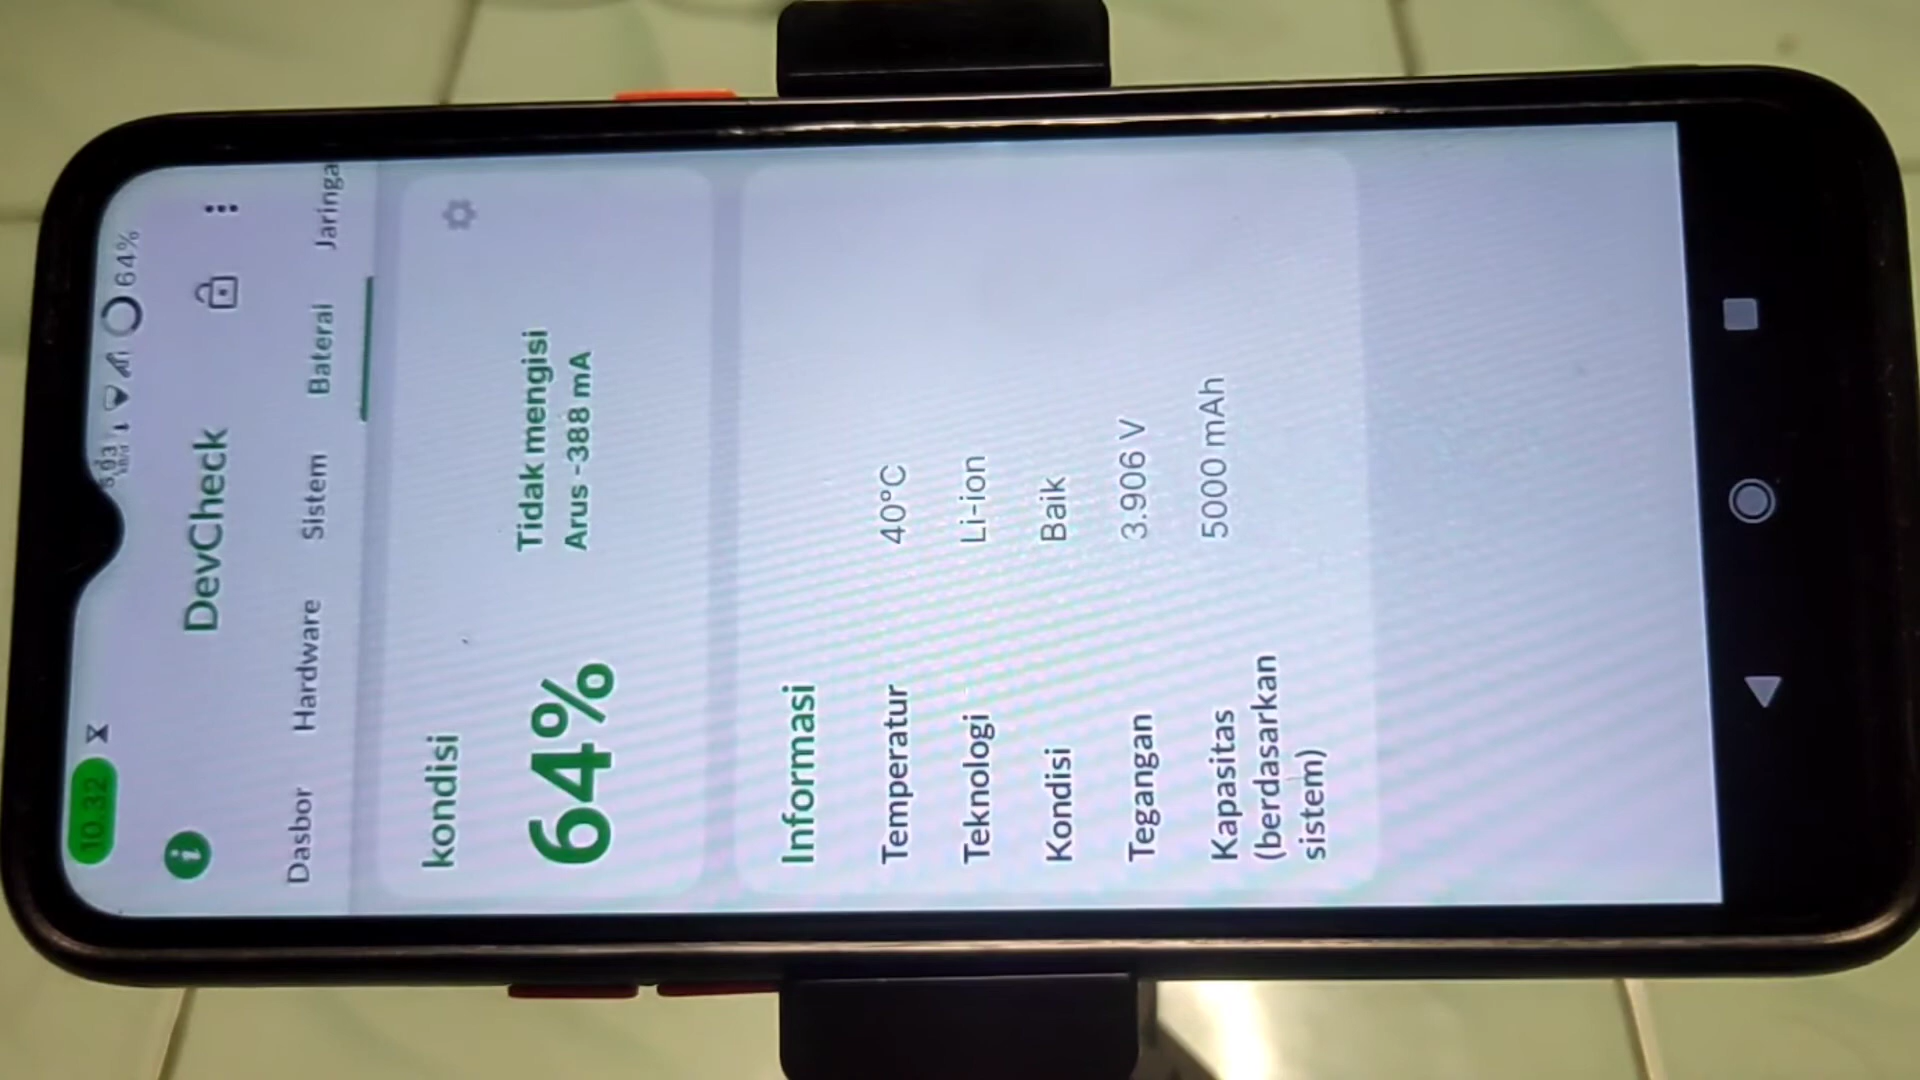 10.32
64%
DevCheck
Dasbor Hardware Sistem Baterai Jaringa
kondisi
64%
Tidak mengisi
Arus -388 mA
Informasi
Temperatur 40°C
Teknologi Li-ion
Kondisi Baik
Tegangan 3.906 V
Kapasitas 5000 mAh
(berdasarkan
sistem)